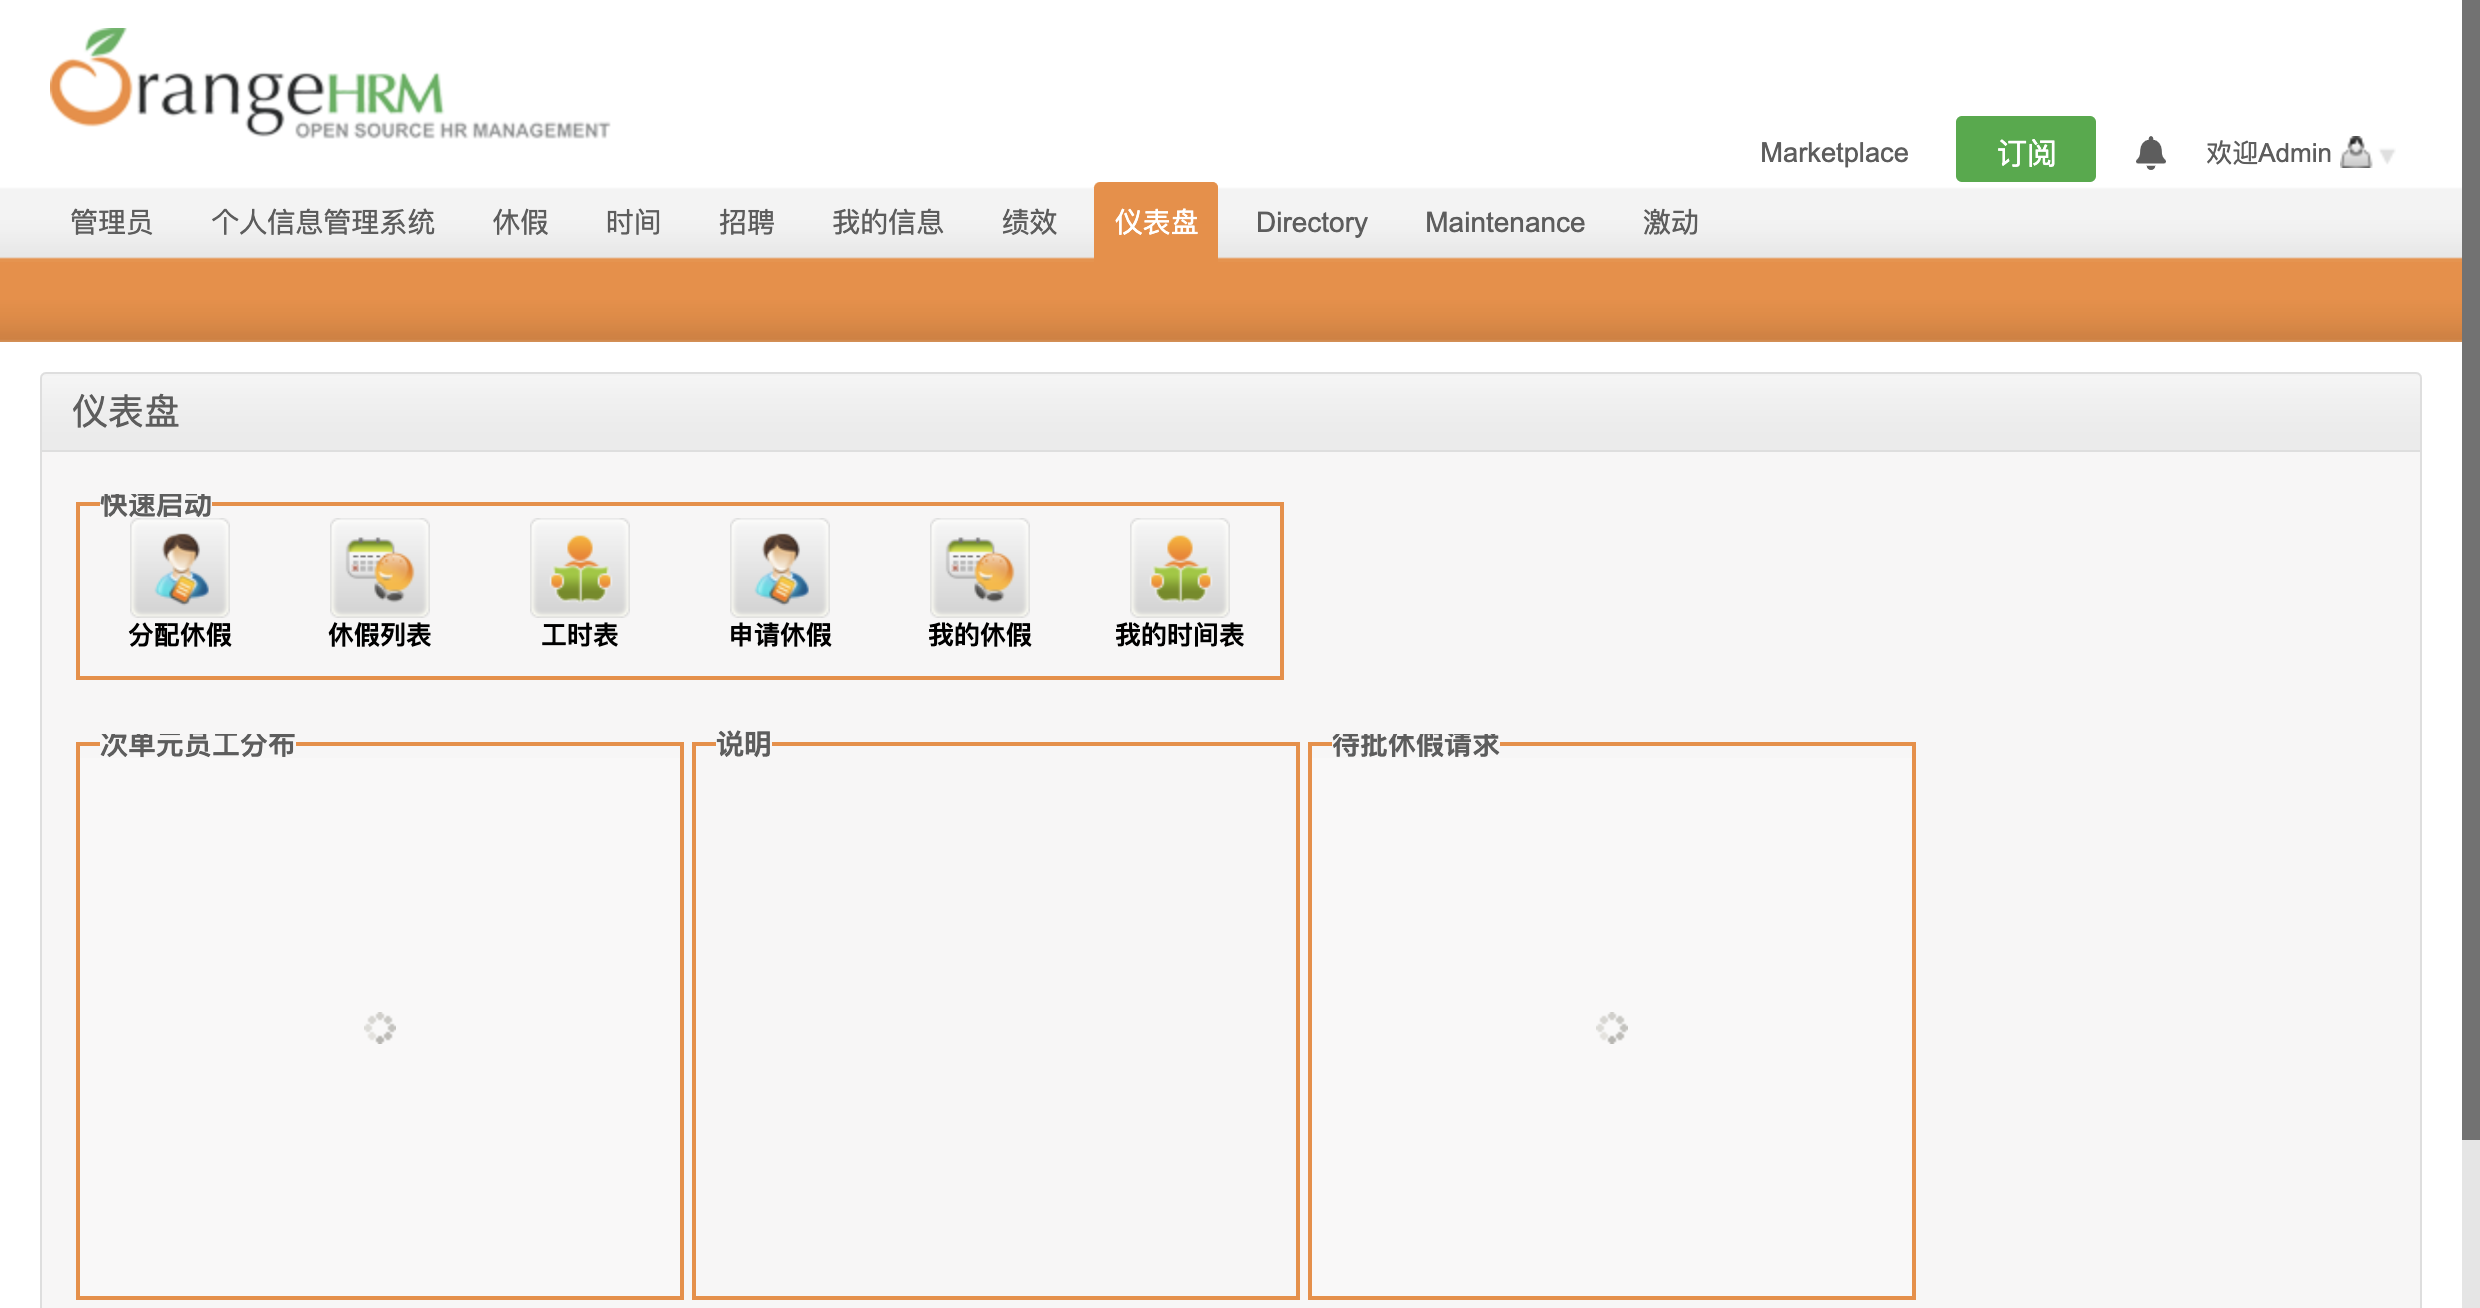 OrangeHRM
OPEN SOURCE HR MANAGEMENT
Marketplace
订阅
欢迎Admin
管理员 个人信息管理系统 休假 时间 招聘 我的信息 绩效 仪表盘 Directory Maintenance 激动
仪表盘
快速启动
分配休假 休假列表 工时表 申请休假 我的休假 我的时间表
次单元员工分布 说明 待批休假请求